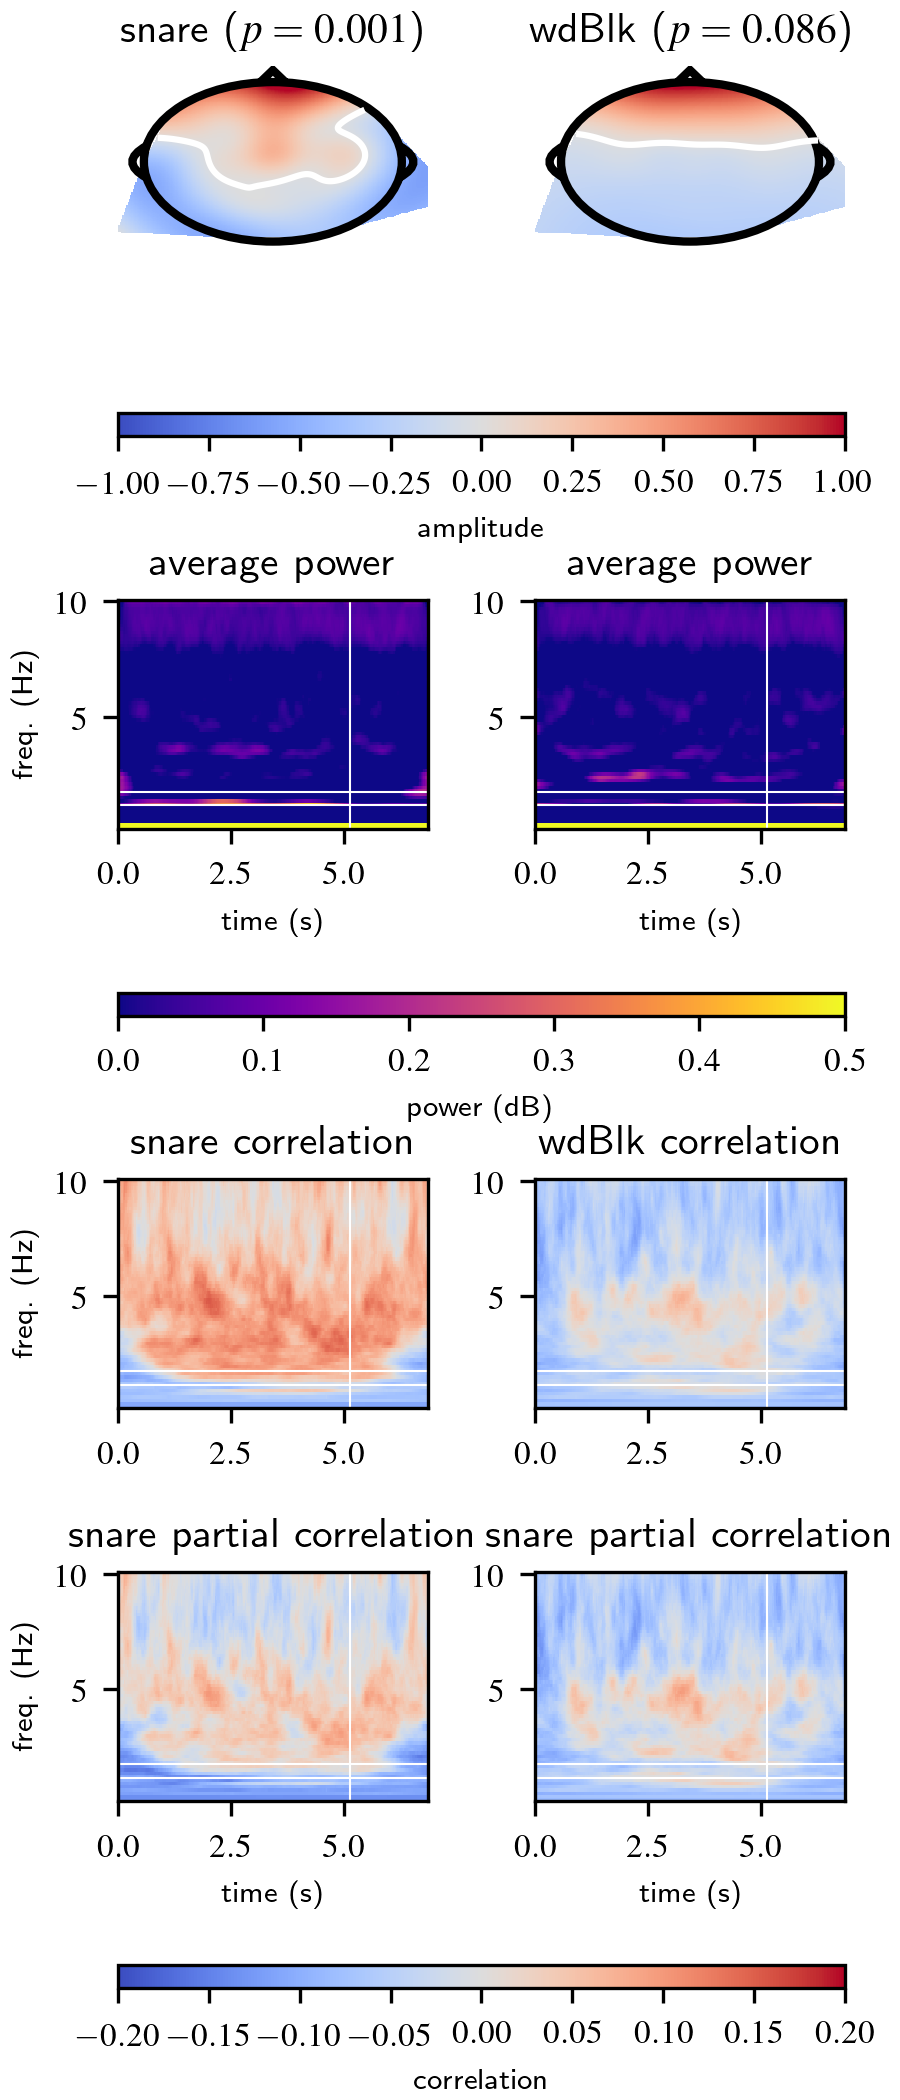 snare (p = 0.001) wdBlk (p = 0.086)
−1.00 −0.75 −0.50 −0.25 0.00 0.25 0.50 0.75 1.00
amplitude
average power average power
10 10
5 5
freq. (Hz)
0.0 2.5 5.0 0.0 2.5 5.0
time (s) time (s)
0.0 0.1 0.2 0.3 0.4 0.5
power (dB)
snare correlation wdBlk correlation
10 10
5 5
freq. (Hz)
0.0 2.5 5.0 0.0 2.5 5.0
snare partial correlation snare partial correlation
10 10
5 5
freq. (Hz)
0.0 2.5 5.0 0.0 2.5 5.0
time (s) time (s)
−0.20 −0.15 −0.10 −0.05 0.00 0.05 0.10 0.15 0.20
correlation